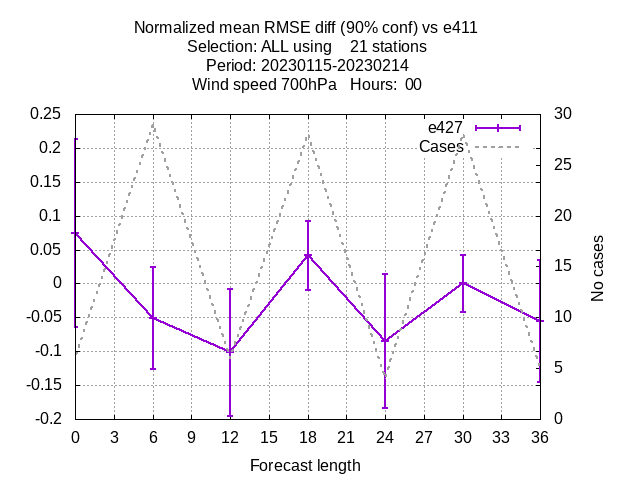 Normalized mean RMSE diff (90% conf) vs e411
Selection: ALL using    21 stations
Period: 20230115-20230214
Wind speed 700hPa   Hours:  00
e427
Cases
0.25
0.2
0.15
0.1
0.05
0
-0.05
-0.1
-0.15
-0.2
30
25
20
15
10
5
0
No cases
0 3 6 9 12 15 18 21 24 27 30 33 36
Forecast length